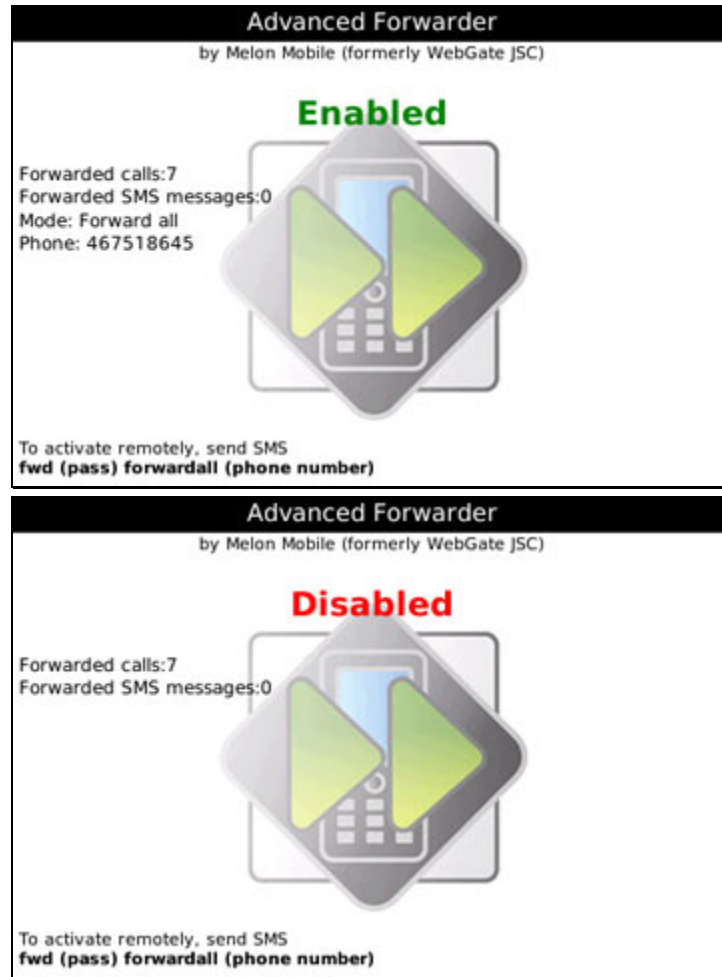 Advanced Forwarder
by Melon Mobile (formerly WebGate JSC)
Enabled
Forwarded calls:7
Forwarded SMS messages:0
Mode: Forward all
Phone: 467518645
To activate remotely, send SMS
fwd (pass) forwardall (phone number)
Advanced Forwarder
by Melon Mobile (formerly WebGate JSC)
Disabled
Forwarded calls:7
Forwarded SMS messages:0
To activate remotely, send SMS
fwd (pass) forwardall (phone number)